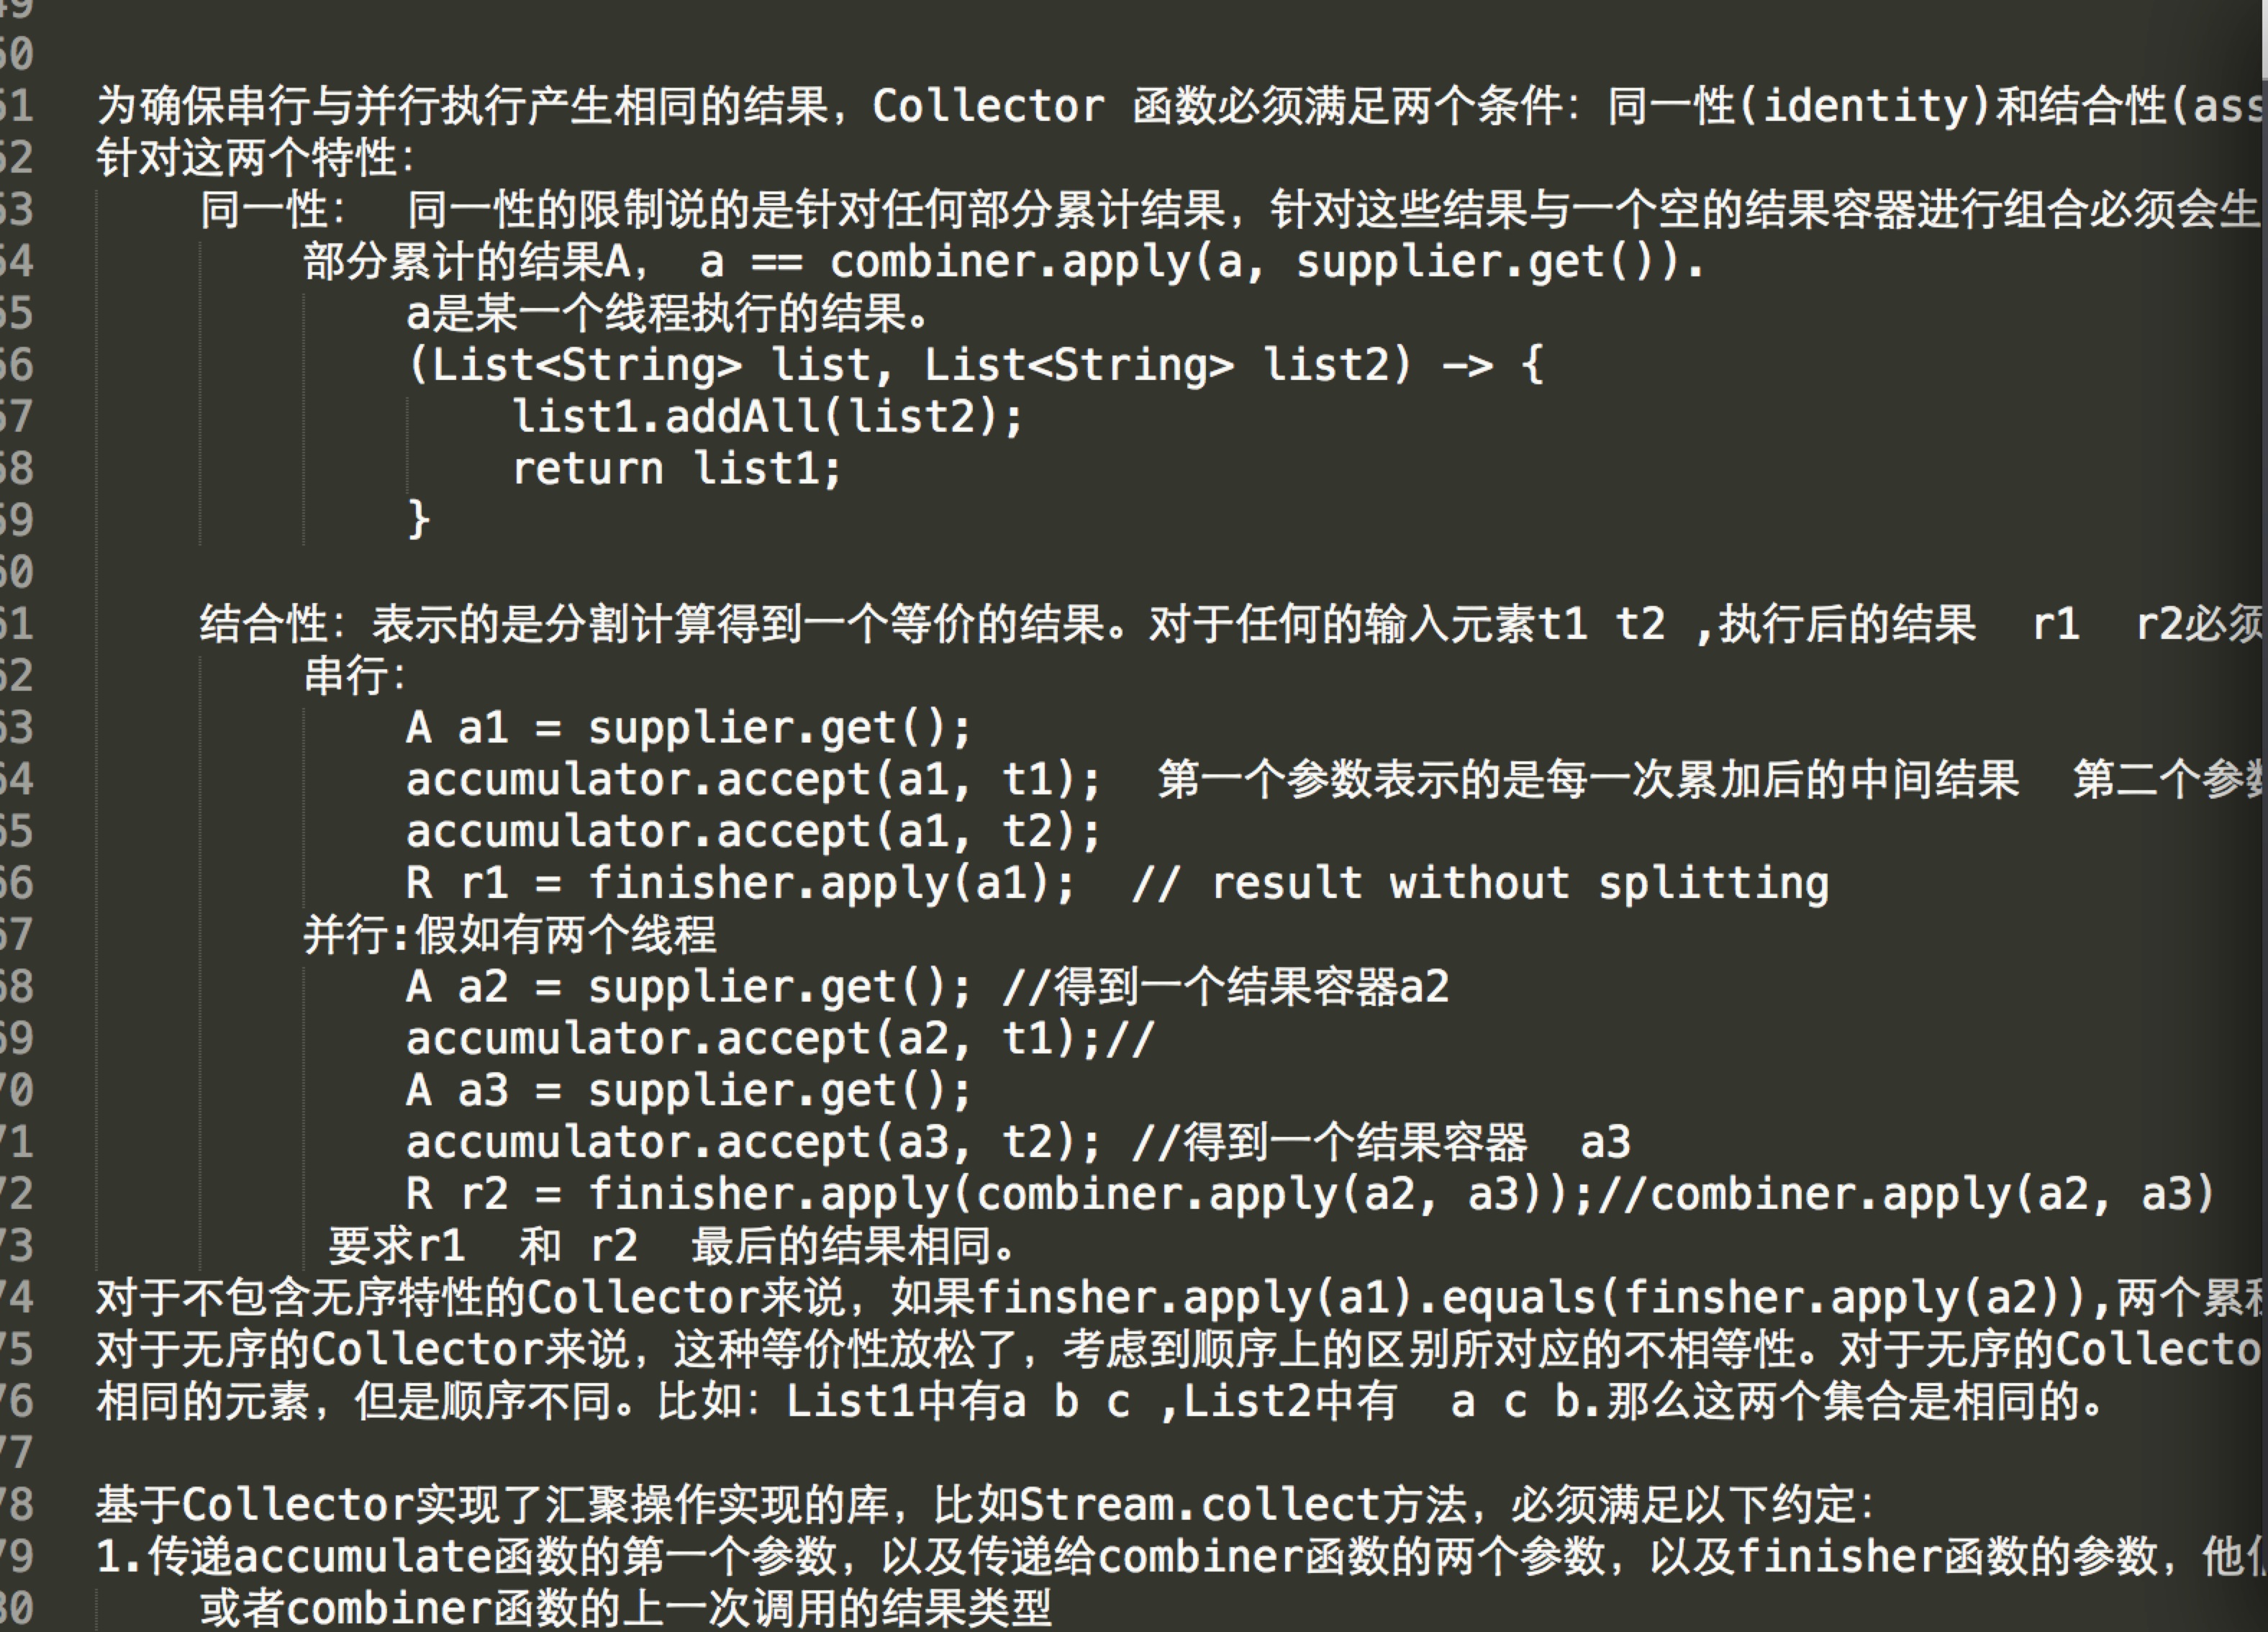 50
51 为确保串行与并行执行产生相同的结果，Collector 函数必须满足两个条件：同一性(identity)和结合性(ass
52 针对这两个特性：
53 同一性： 同一性的限制说的是针对任何部分累计结果，针对这些结果与一个空的结果容器进行组合必须会生
54 部分累计的结果A， a == combiner.apply(a, supplier.get()).
55 a是某一个线程执行的结果。
56 (List<String> list, List<String> list2) -> {
57 list1.addAll(list2);
58 return list1;
59 }
60
61 结合性：表示的是分割计算得到一个等价的结果。对于任何的输入元素t1 t2 ,执行后的结果 r1 r2必须
62 串行：
63 A a1 = supplier.get();
64 accumulator.accept(a1, t1); 第一个参数表示的是每一次累加后的中间结果 第二个参数
65 accumulator.accept(a1, t2);
66 R r1 = finisher.apply(a1); // result without splitting
67 并行:假如有两个线程
68 A a2 = supplier.get(); //得到一个结果容器a2
69 accumulator.accept(a2, t1);//
70 A a3 = supplier.get();
71 accumulator.accept(a3, t2); //得到一个结果容器 a3
72 R r2 = finisher.apply(combiner.apply(a2, a3));//combiner.apply(a2, a3)
73 要求r1 和 r2 最后的结果相同。
74 对于不包含无序特性的Collector来说，如果finsher.apply(a1).equals(finsher.apply(a2)),两个累
75 对于无序的Collector来说，这种等价性放松了，考虑到顺序上的区别所对应的不相等性。对于无序的Collecto
76 相同的元素，但是顺序不同。比如：List1中有a b c ,List2中有 a c b.那么这两个集合是相同的。
77
78 基于Collector实现了汇聚操作实现的库，比如Stream.collect方法，必须满足以下约定：
79 1.传递accumulate函数的第一个参数，以及传递给combiner函数的两个参数，以及finisher函数的参数，他
80 或者combiner函数的上一次调用的结果类型